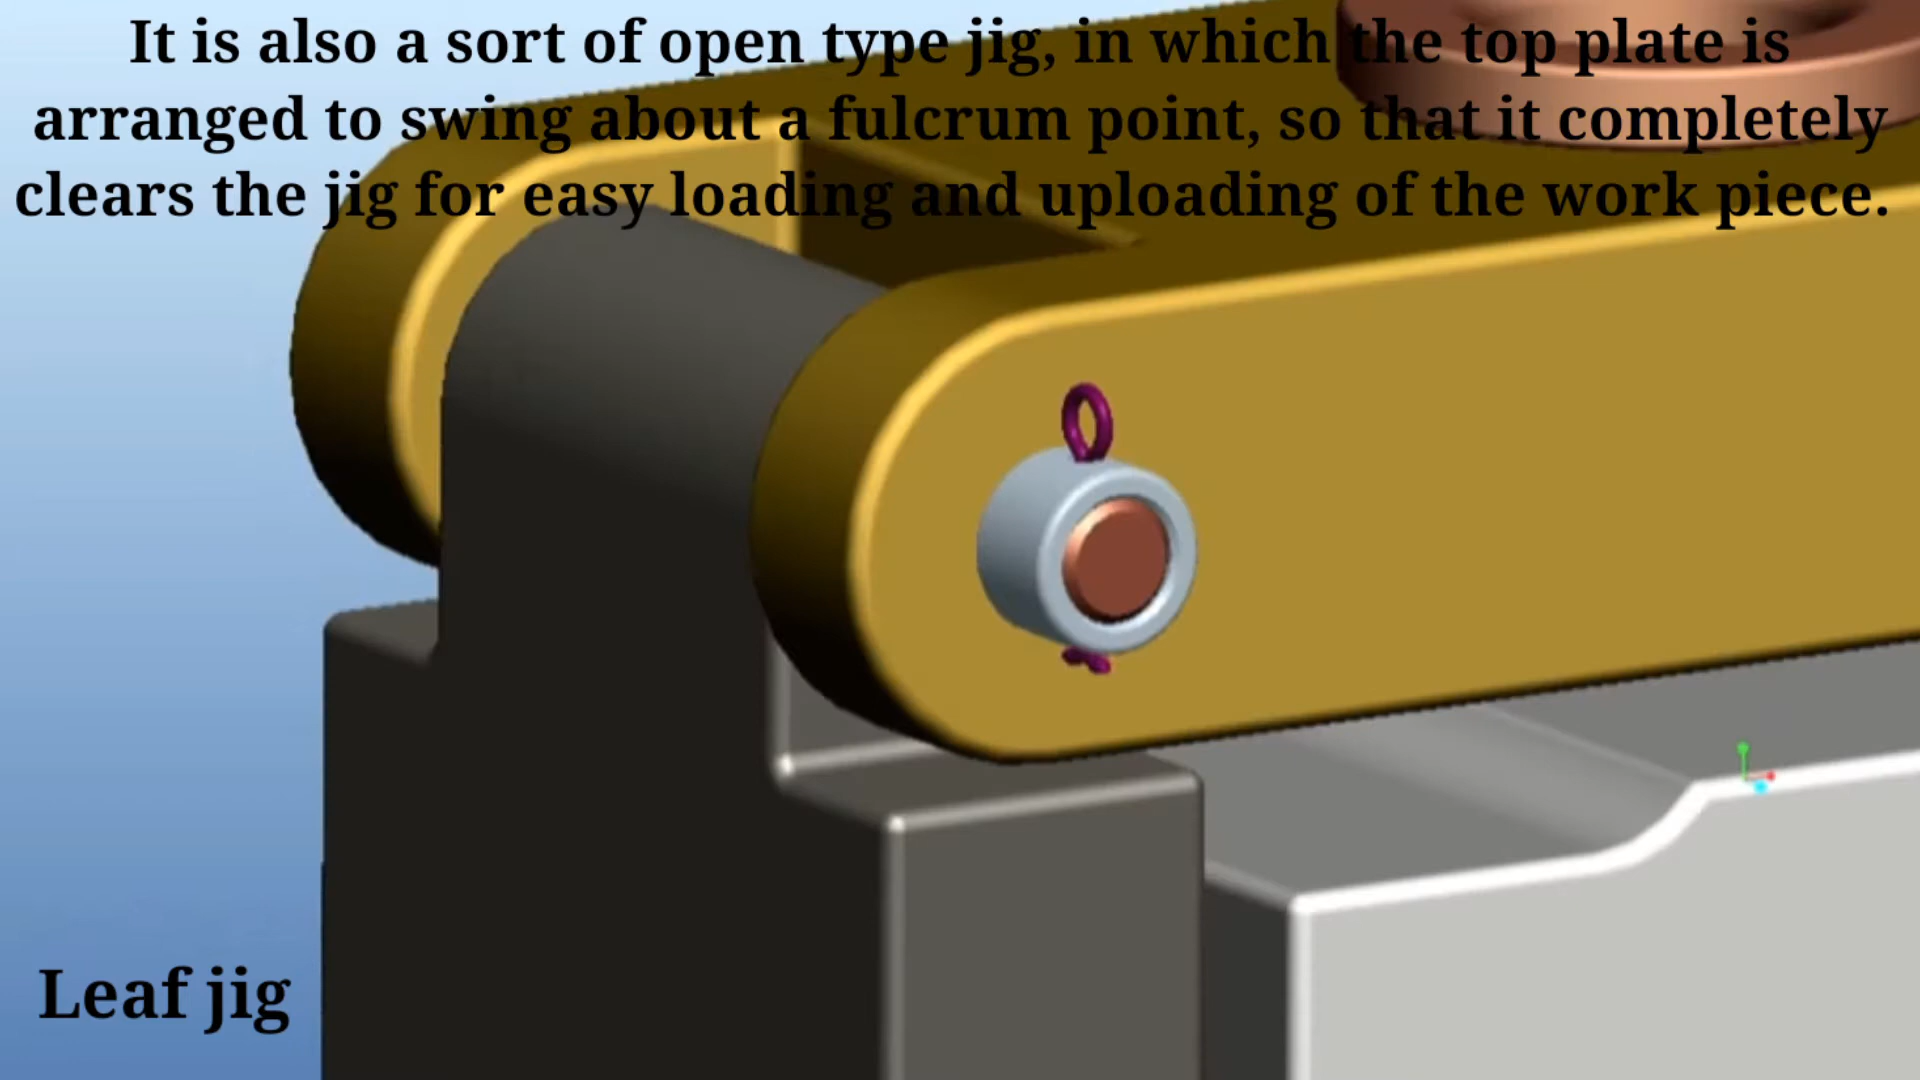 It is also a sort of open type jig, in which the top plate is
arranged to swing about a fulcrum point, so that it completely
clears the jig for easy loading and uploading of the work piece.
Leaf jig